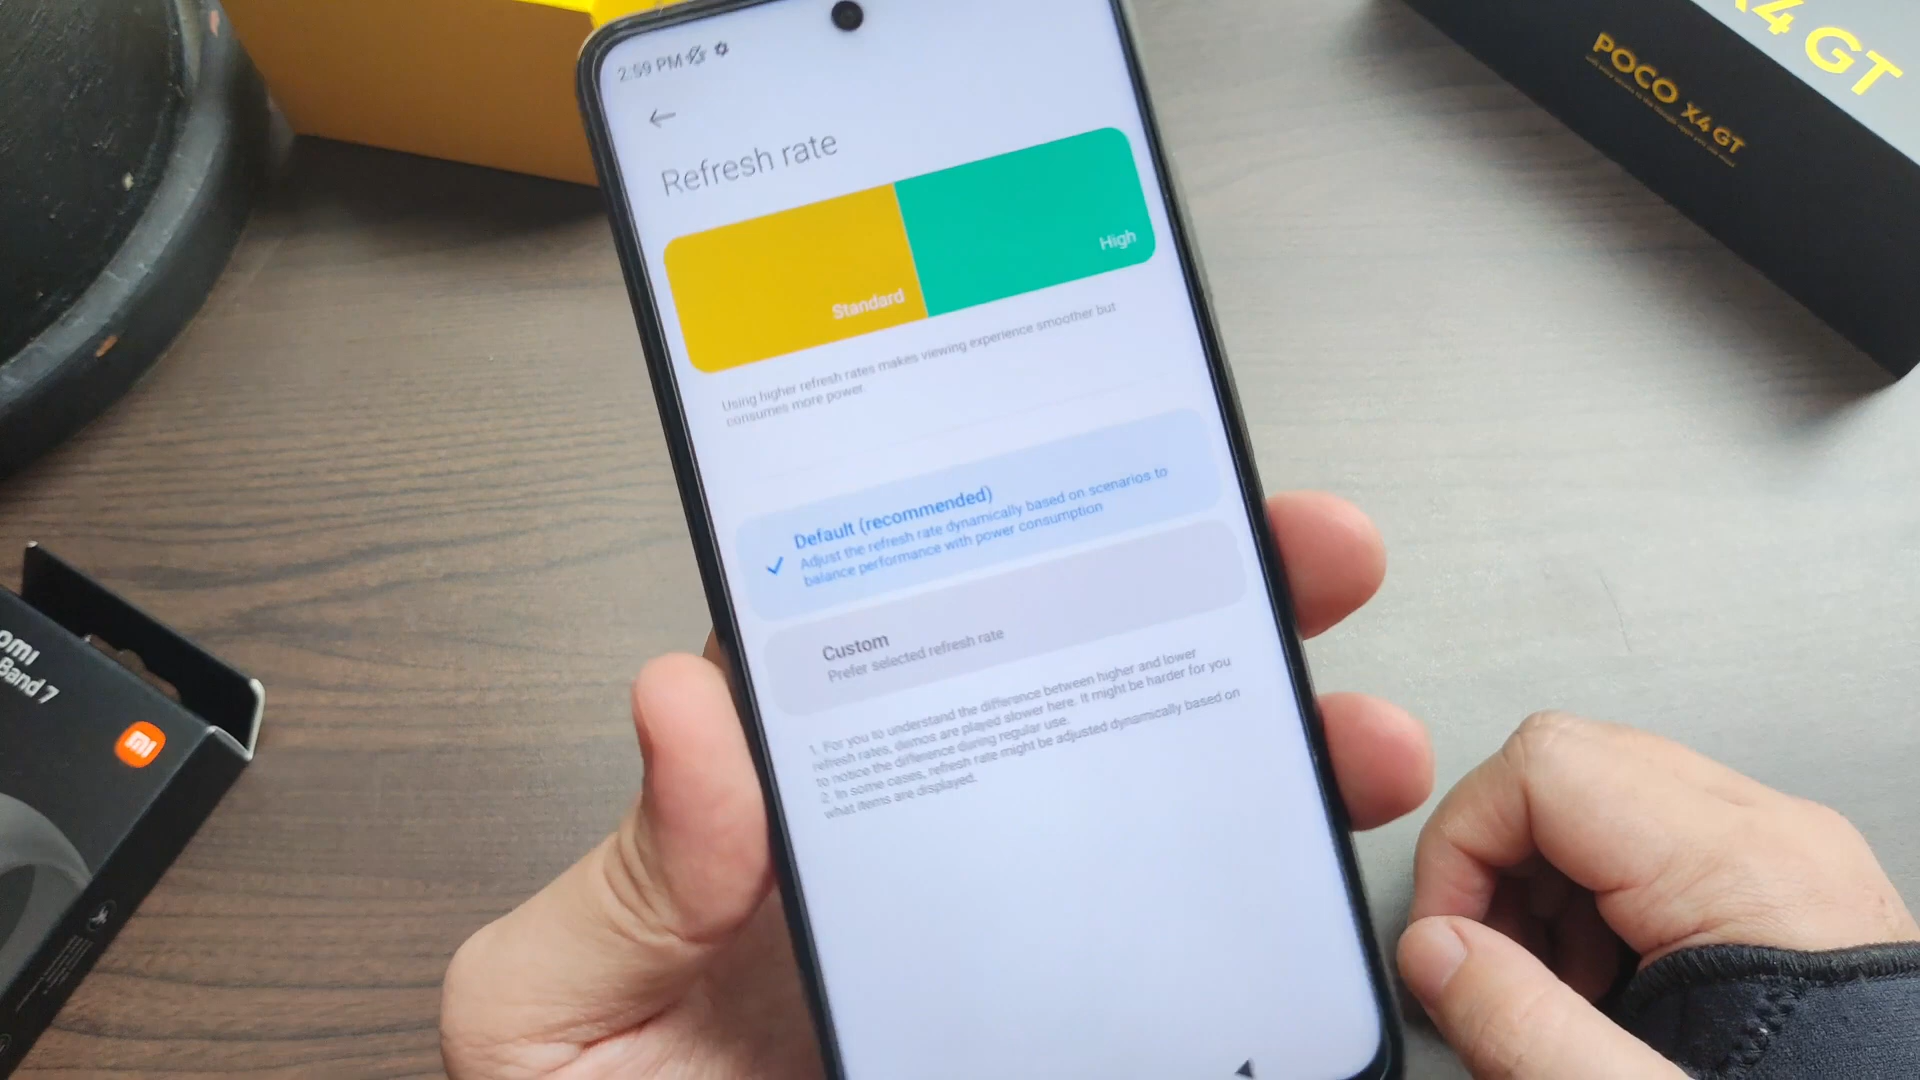 2:59 PM
Refresh rate
Standard
High
Using higher refresh rates makes viewing experience smoother but
consumes more power.
Default (recommended)
Adjust the refresh rate dynamically based on scenarios to
balance performance with power consumption
Custom
Prefer selected refresh rate
1. For you to understand the difference between higher and lower
refresh rates, demos are played slower here. It might be harder for you
to notice the difference during regular use.
2. In some cases, refresh rate might be adjusted dynamically based on
what items are displayed.
X4 GT
POCO X4 GT
omi
Band 7